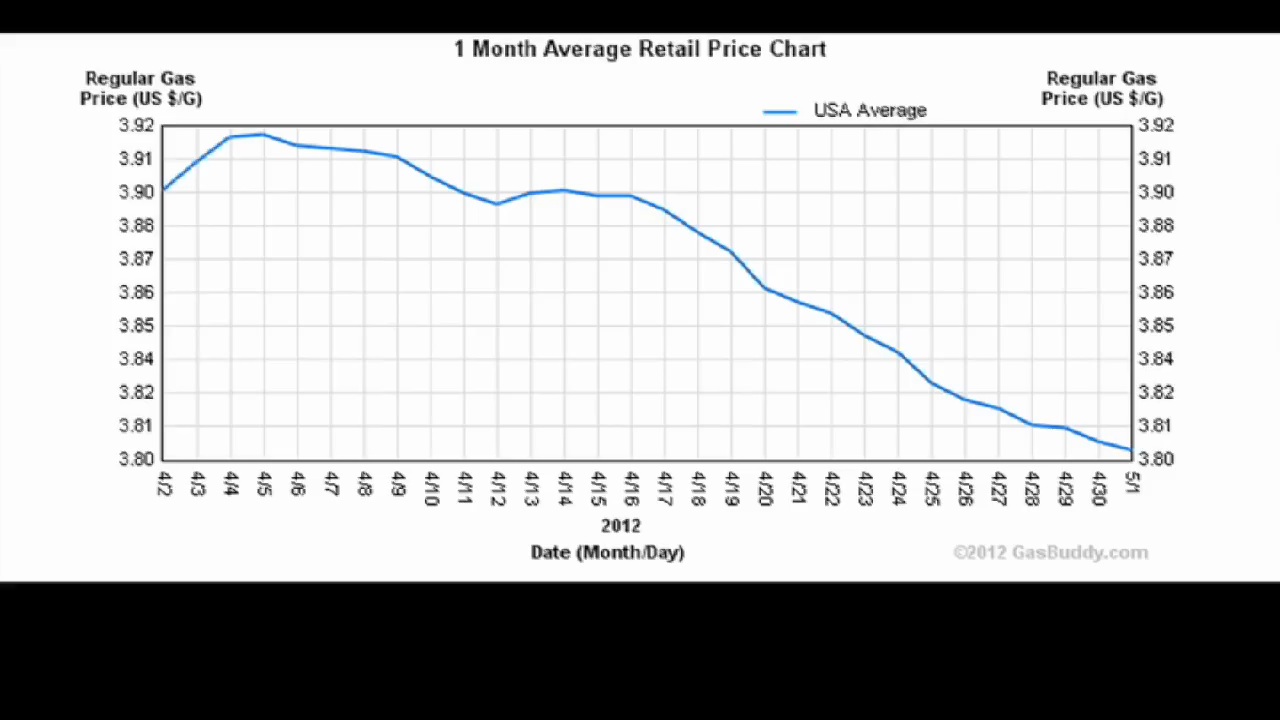 1 Month Average Retail Price Chart
Regular Gas
Price (US $/G)
Regular Gas
Price (US $/G)
USA Average
3.92
3.92
3.91
3.91
3.90
3.90
3.88
3.88
3.87
3.87
3.86
3.86
3.85
3.85
3.84
3.84
3.82
3.82
3.81
3.81
3.80
3.80
4/2 4/3 4/4 4/5 4/6 4/7 4/8 4/9 4/10 4/11 4/12 4/13 4/14 4/15 4/16 4/17 4/18 4/19 4/20 4/21 4/22 4/23 4/24 4/25 4/26 4/27 4/28 4/29 4/30 5/1
2012
Date (Month/Day)
©2012 GasBuddy.com